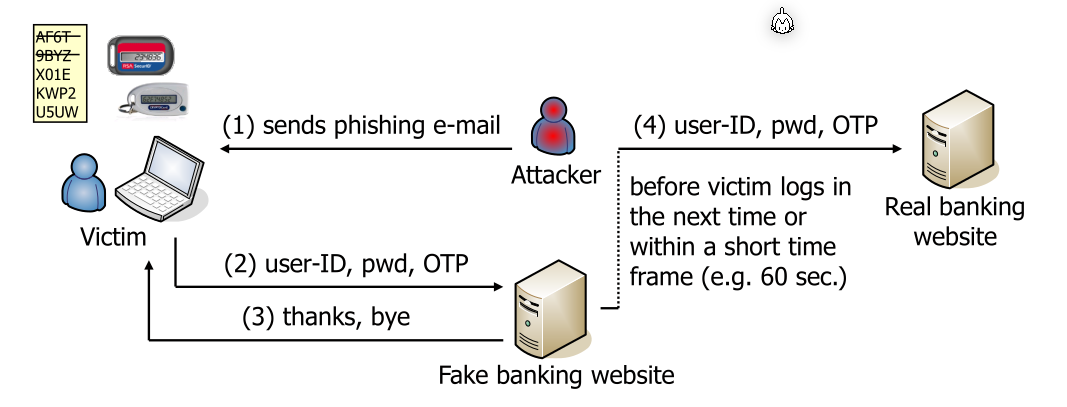 AF6T
9BYZ
X01E
KWP2
U5UW
RSA SecurID
(1) sends phishing e-mail
(4) user-ID, pwd, OTP
Attacker
before victim logs in
the next time or
within a short time
frame (e.g. 60 sec.)
Real banking
website
Victim
(2) user-ID, pwd, OTP
(3) thanks, bye
Fake banking website